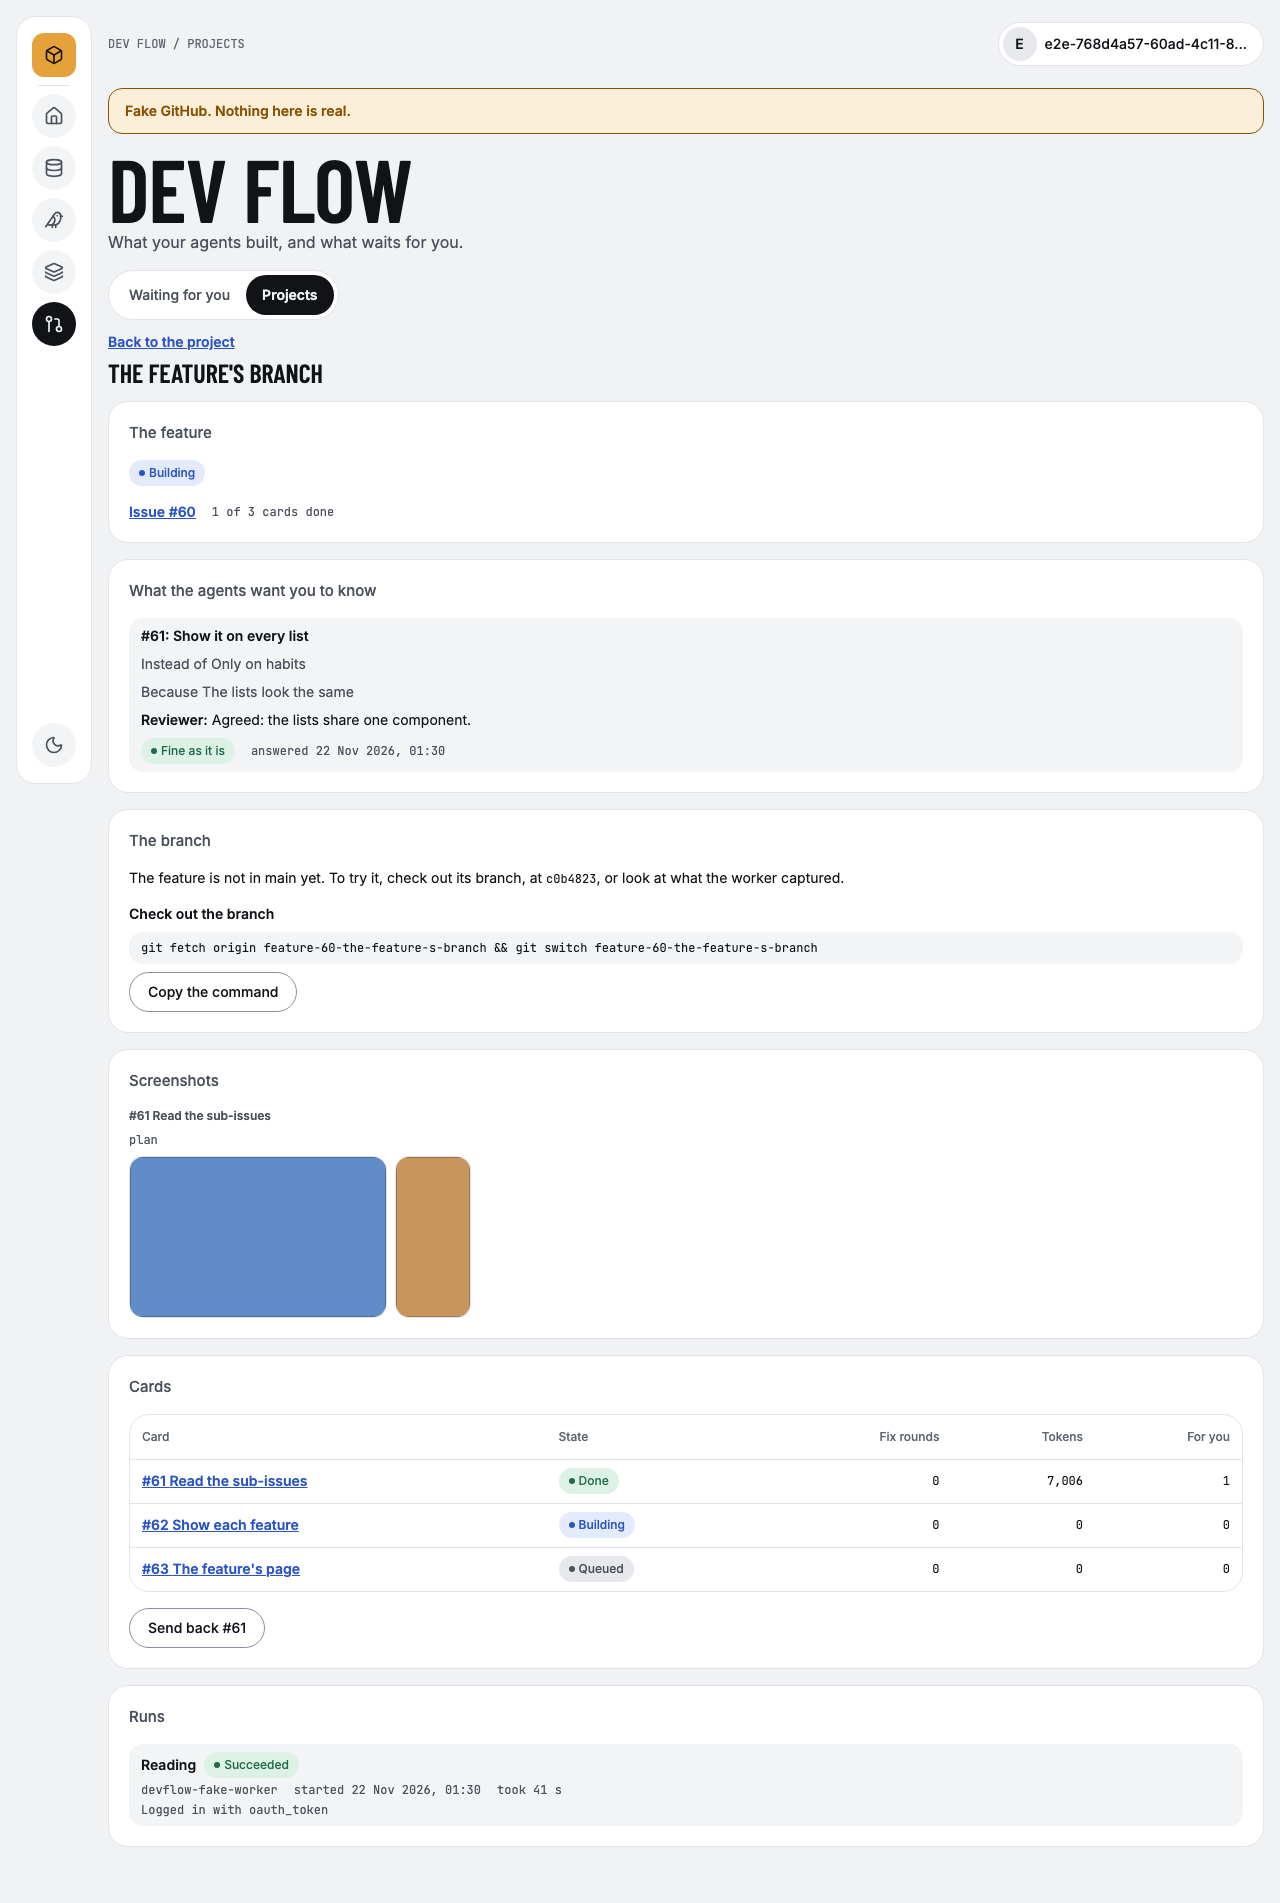 DEV FLOW / PROJECTS
E e2e-768d4a57-60ad-4c11-8...
Fake GitHub. Nothing here is real.
DEV FLOW
What your agents built, and what waits for you.
Waiting for you Projects
Back to the project
THE FEATURE'S BRANCH
The feature
Building
Issue #60 1 of 3 cards done
What the agents want you to know
#61: Show it on every list
Instead of Only on habits
Because The lists look the same
Reviewer: Agreed: the lists share one component.
Fine as it is answered 22 Nov 2026, 01:30
The branch
The feature is not in main yet. To try it, check out its branch, at c0b4823, or look at what the worker captured.
Check out the branch
git fetch origin feature-60-the-feature-s-branch && git switch feature-60-the-feature-s-branch
Copy the command
Screenshots
#61 Read the sub-issues
plan
Cards
Card State Fix rounds Tokens For you
#61 Read the sub-issues Done 0 7,006 1
#62 Show each feature Building 0 0 0
#63 The feature's page Queued 0 0 0
Send back #61
Runs
Reading Succeeded
devflow-fake-worker started 22 Nov 2026, 01:30 took 41 s
Logged in with oauth_token